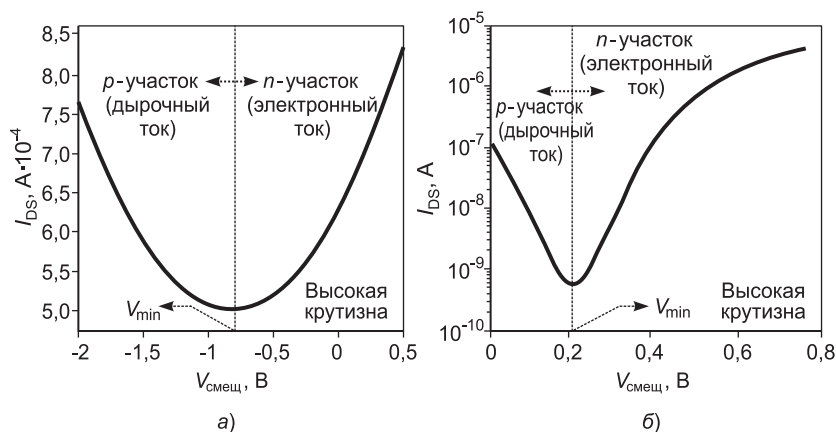 8,5
8,0
7,5
7,0
6,5
6,0
5,5
5,0
I_DS, А·10⁻⁴
p-участок
(дырочный
ток)
n-участок
(электронный
ток)
V_min
Высокая
крутизна
-2
-1,5
-1
-0,5
0
0,5
V_смещ, В
а)
10⁻⁵
10⁻⁶
10⁻⁷
10⁻⁸
10⁻⁹
10⁻¹⁰
I_DS, А
n-участок
(электронный
ток)
p-участок
(дырочный
ток)
V_min
Высокая
крутизна
0
0,2
0,4
0,6
0,8
V_смещ, В
б)